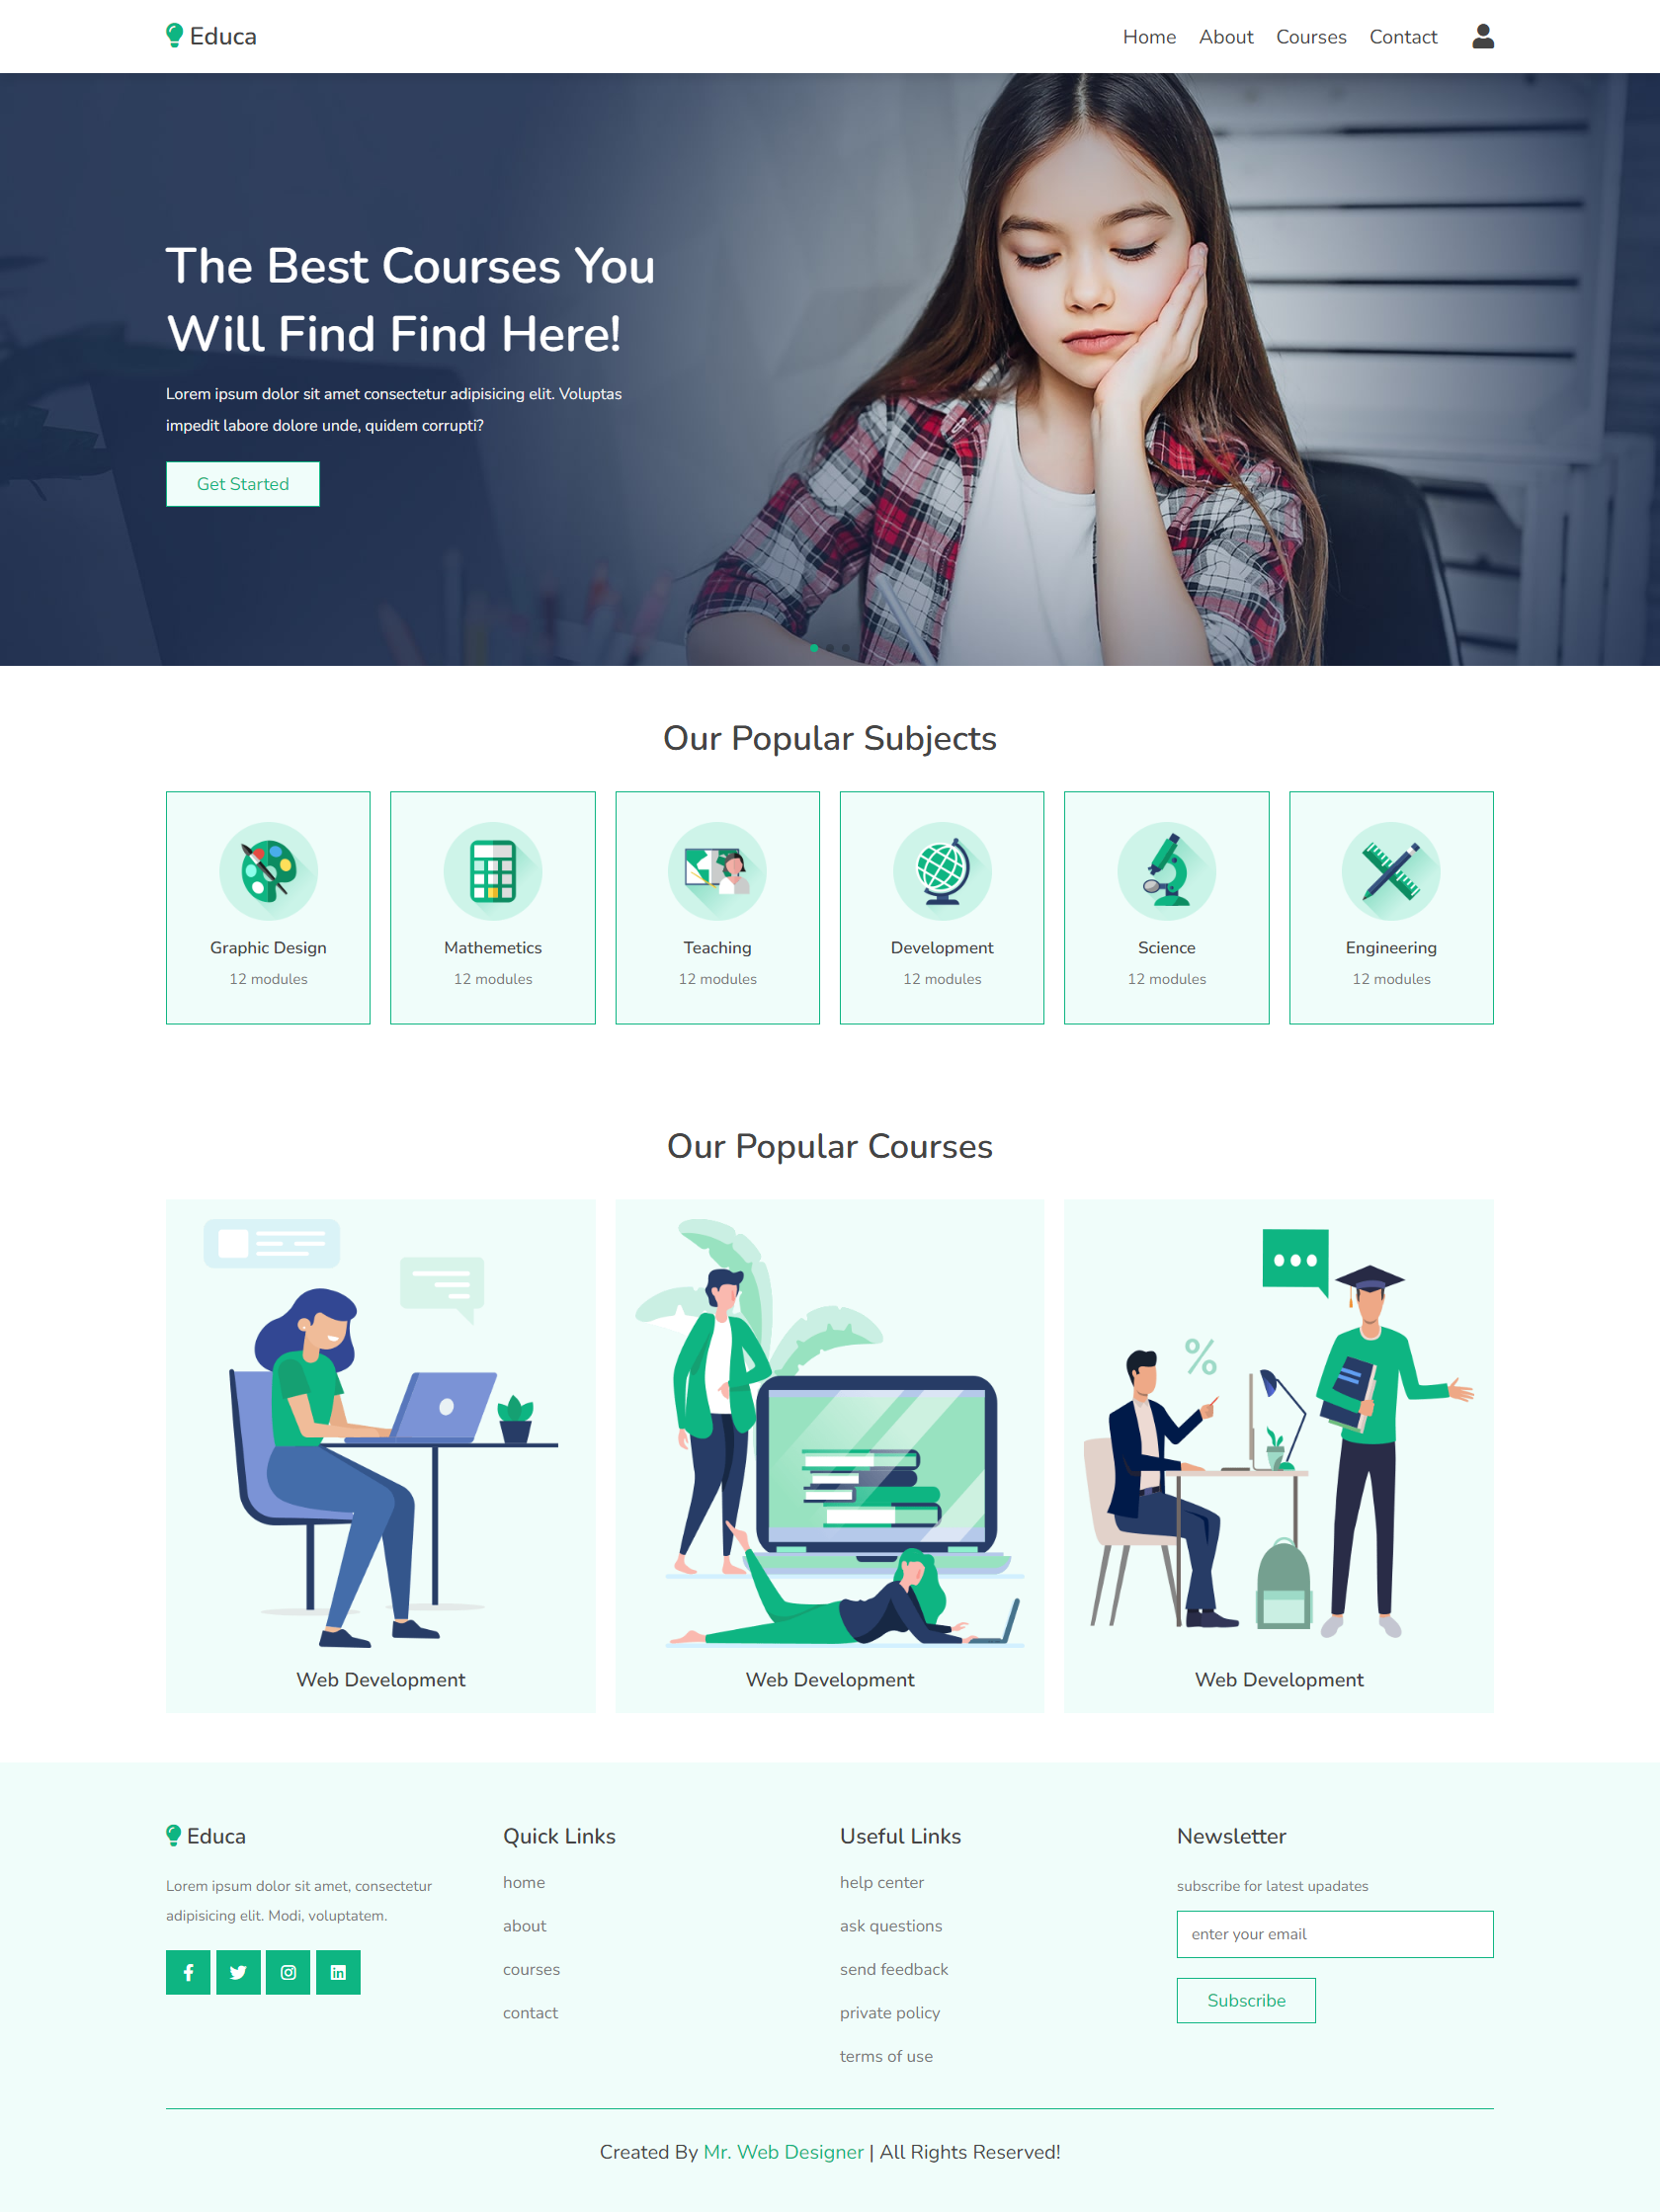 Educa
Home About Courses Contact
The Best Courses You
Will Find Find Here!
Lorem ipsum dolor sit amet consectetur adipisicing elit. Voluptas
impedit labore dolore unde, quidem corrupti?
Get Started
Our Popular Subjects
Graphic Design
12 modules
Mathemetics
12 modules
Teaching
12 modules
Development
12 modules
Science
12 modules
Engineering
12 modules
Our Popular Courses
%
Web Development
Web Development
Web Development
Educa
Lorem ipsum dolor sit amet, consectetur
adipisicing elit. Modi, voluptatem.
Quick Links
home
about
courses
contact
Useful Links
help center
ask questions
send feedback
private policy
terms of use
Newsletter
subscribe for latest upadates
enter your email
Subscribe
Created By Mr. Web Designer | All Rights Reserved!